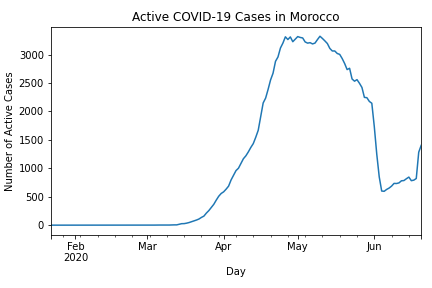 Active COVID-19 Cases in Morocco
Number of Active Cases
3000
2500
2000
1500
1000
500
0
Feb
2020
Mar
Apr
May
Jun
Day